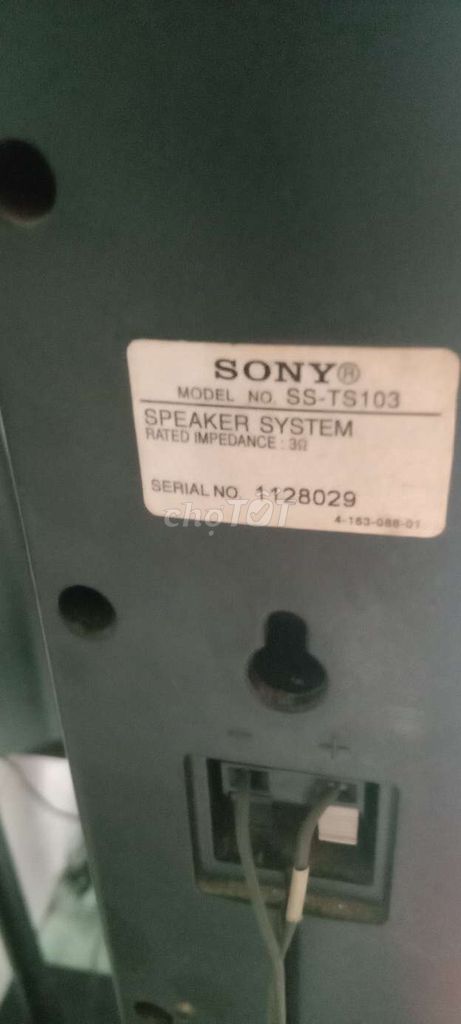 SONY®
MODEL NO. SS-TS103
SPEAKER SYSTEM
RATED IMPEDANCE : 3Ω
SERIAL NO. 1128029
chợTỐT
4-163-088-01
− +